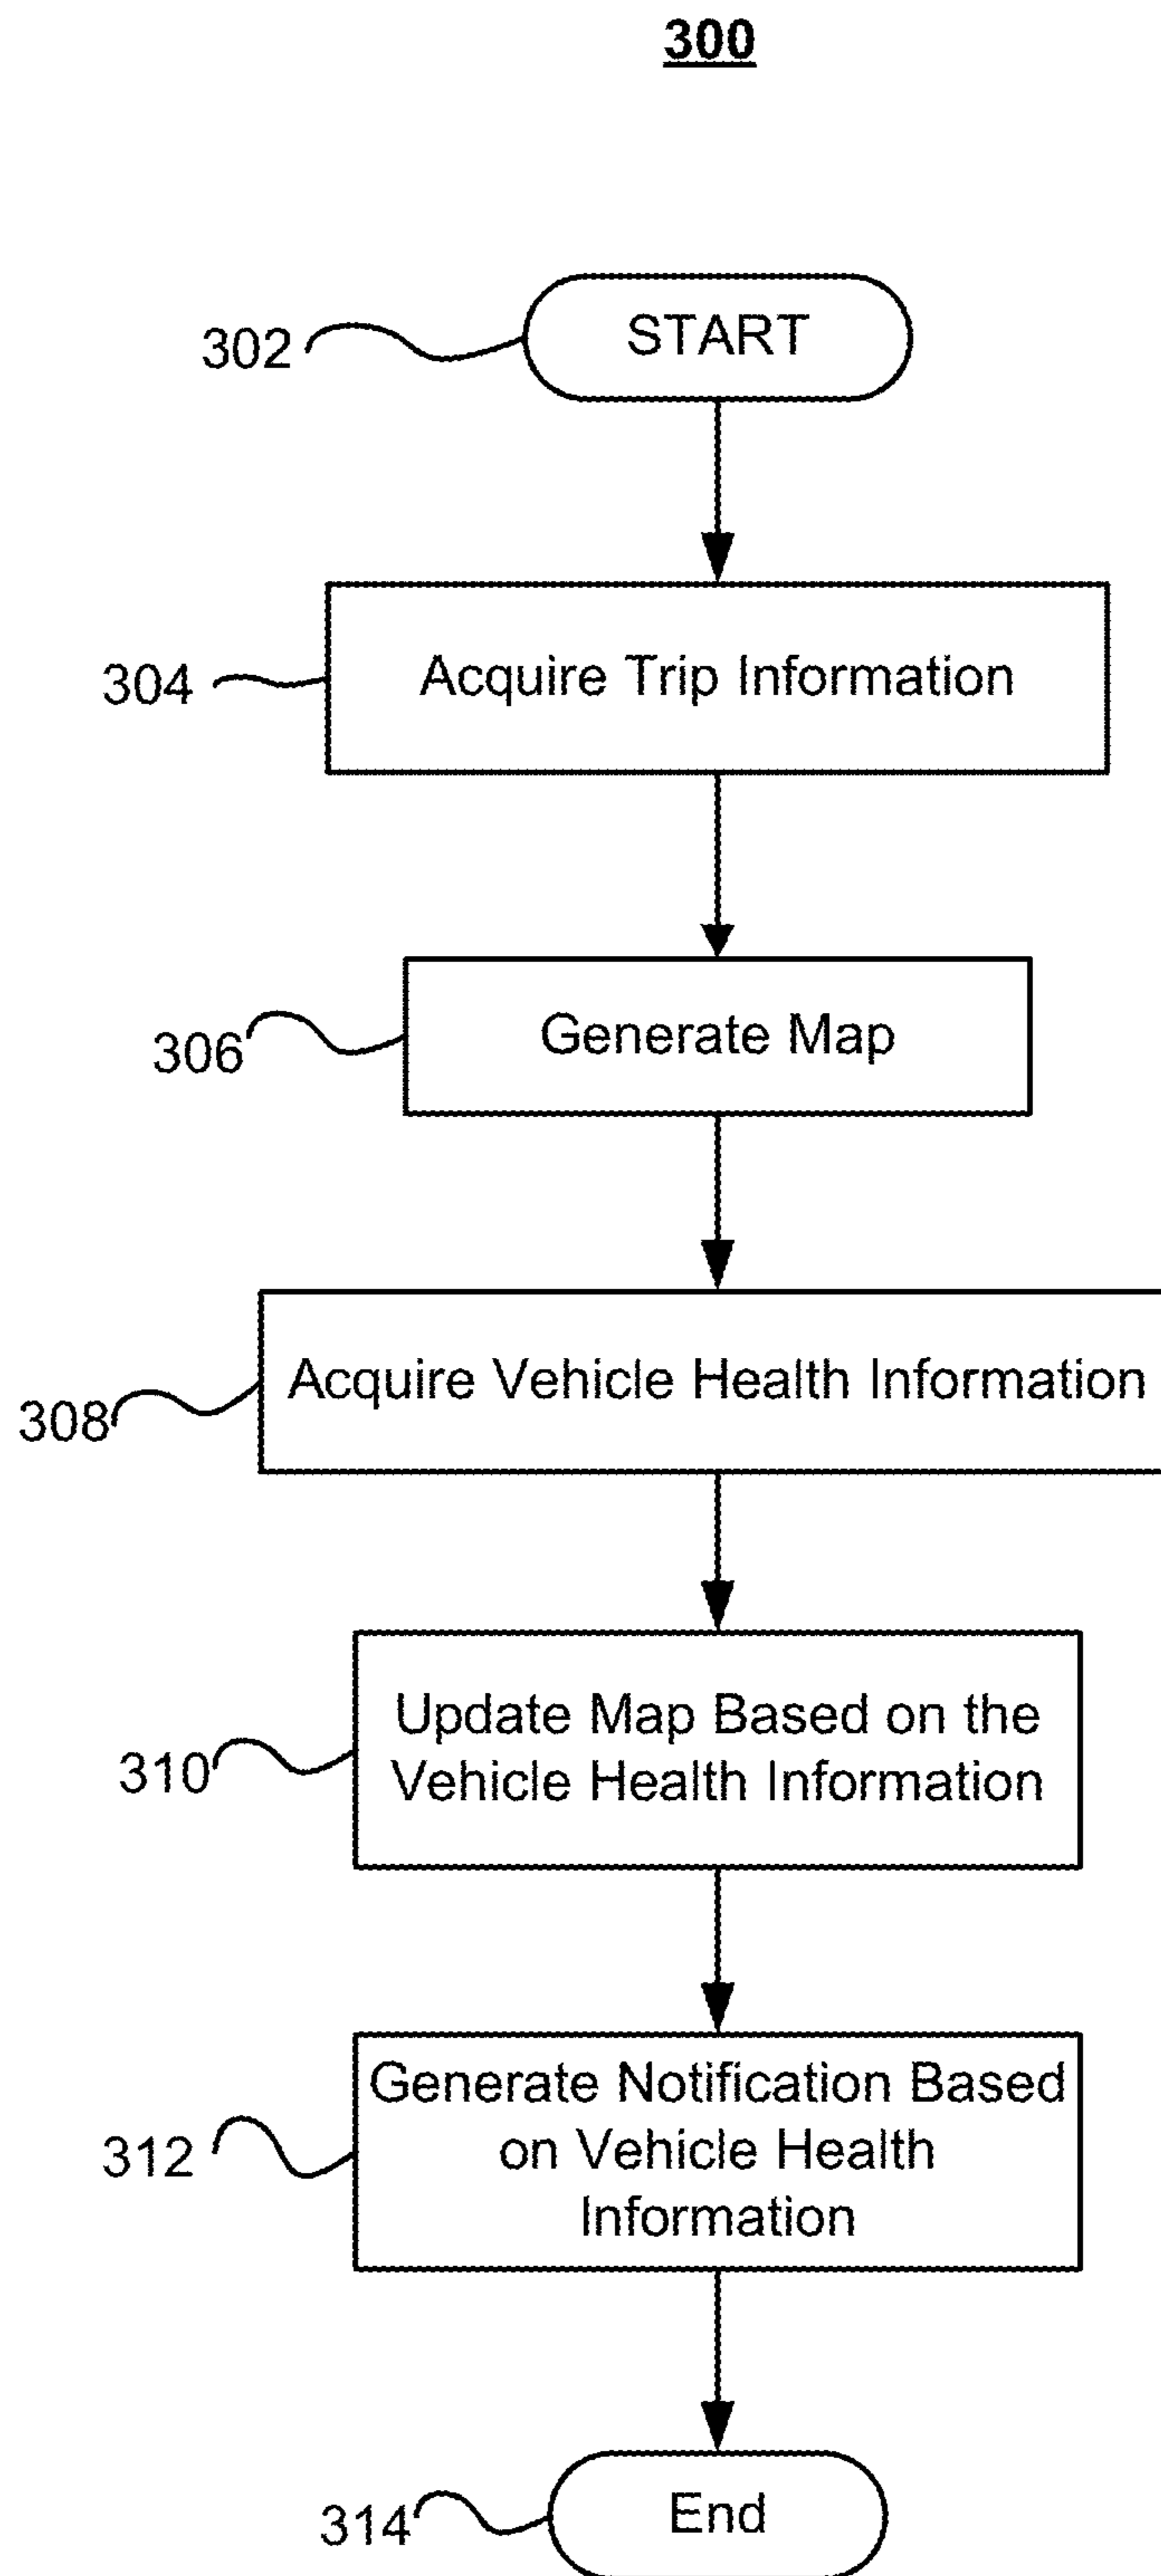 300
302
START
304
Acquire Trip Information
306
Generate Map
308
Acquire Vehicle Health Information
310
Update Map Based on the
Vehicle Health Information
312
Generate Notification Based
on Vehicle Health
Information
314
End